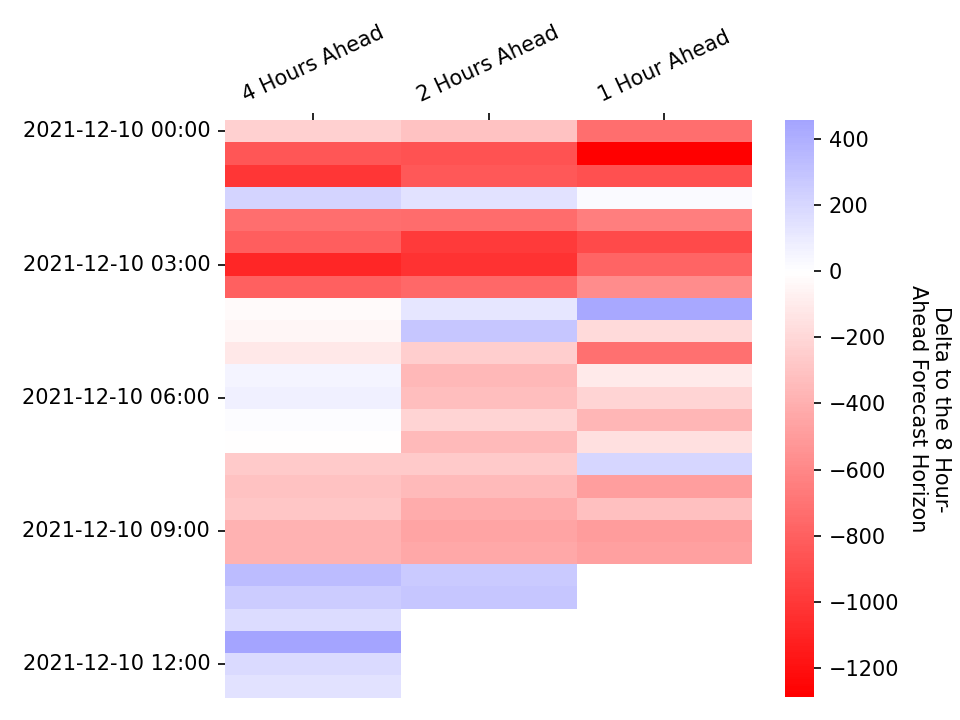 4 Hours Ahead
2 Hours Ahead
1 Hour Ahead
2021-12-10 00:00
2021-12-10 03:00
2021-12-10 06:00
2021-12-10 09:00
2021-12-10 12:00
400
200
0
−200
−400
−600
−800
−1000
−1200
Delta to the 8 Hour-
Ahead Forecast Horizon